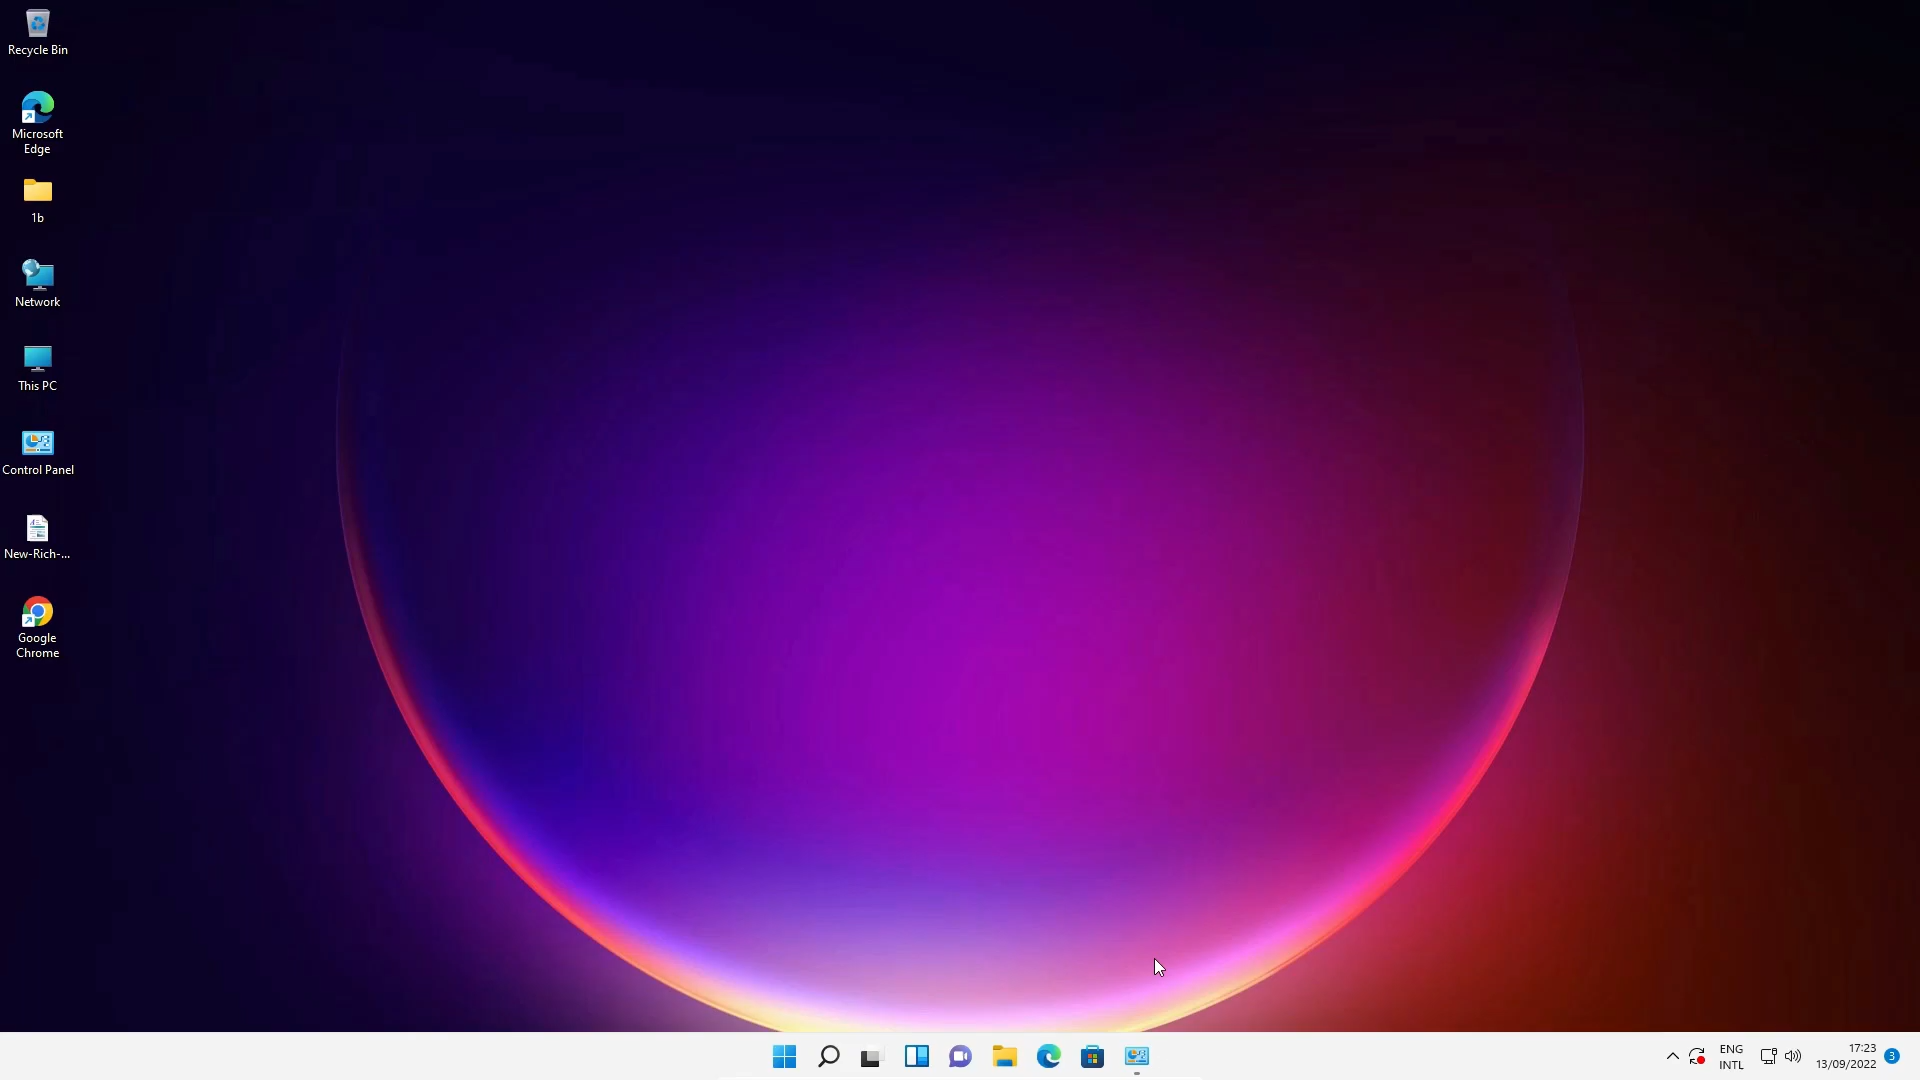 Recycle Bin
Microsoft
Edge
1b
Network
This PC
Control Panel
New-Rich-...
Google
Chrome
ENG
INTL
17:23
13/09/2022
3